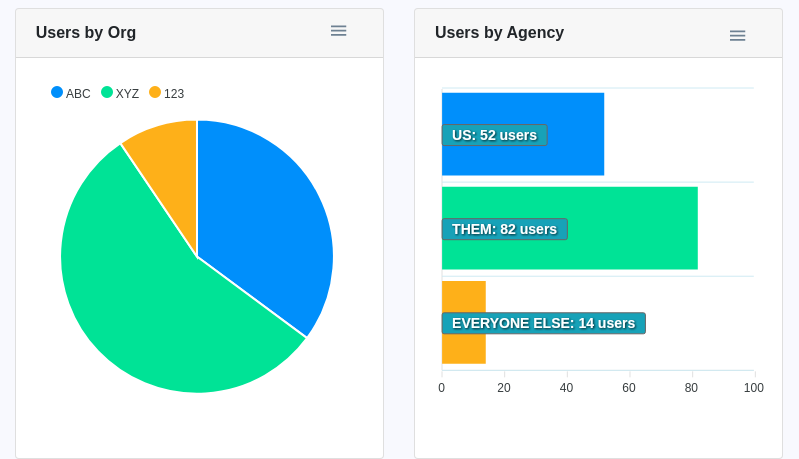 Users by Org
ABC XYZ 123
Users by Agency
US: 52 users
THEM: 82 users
EVERYONE ELSE: 14 users
0 20 40 60 80 100